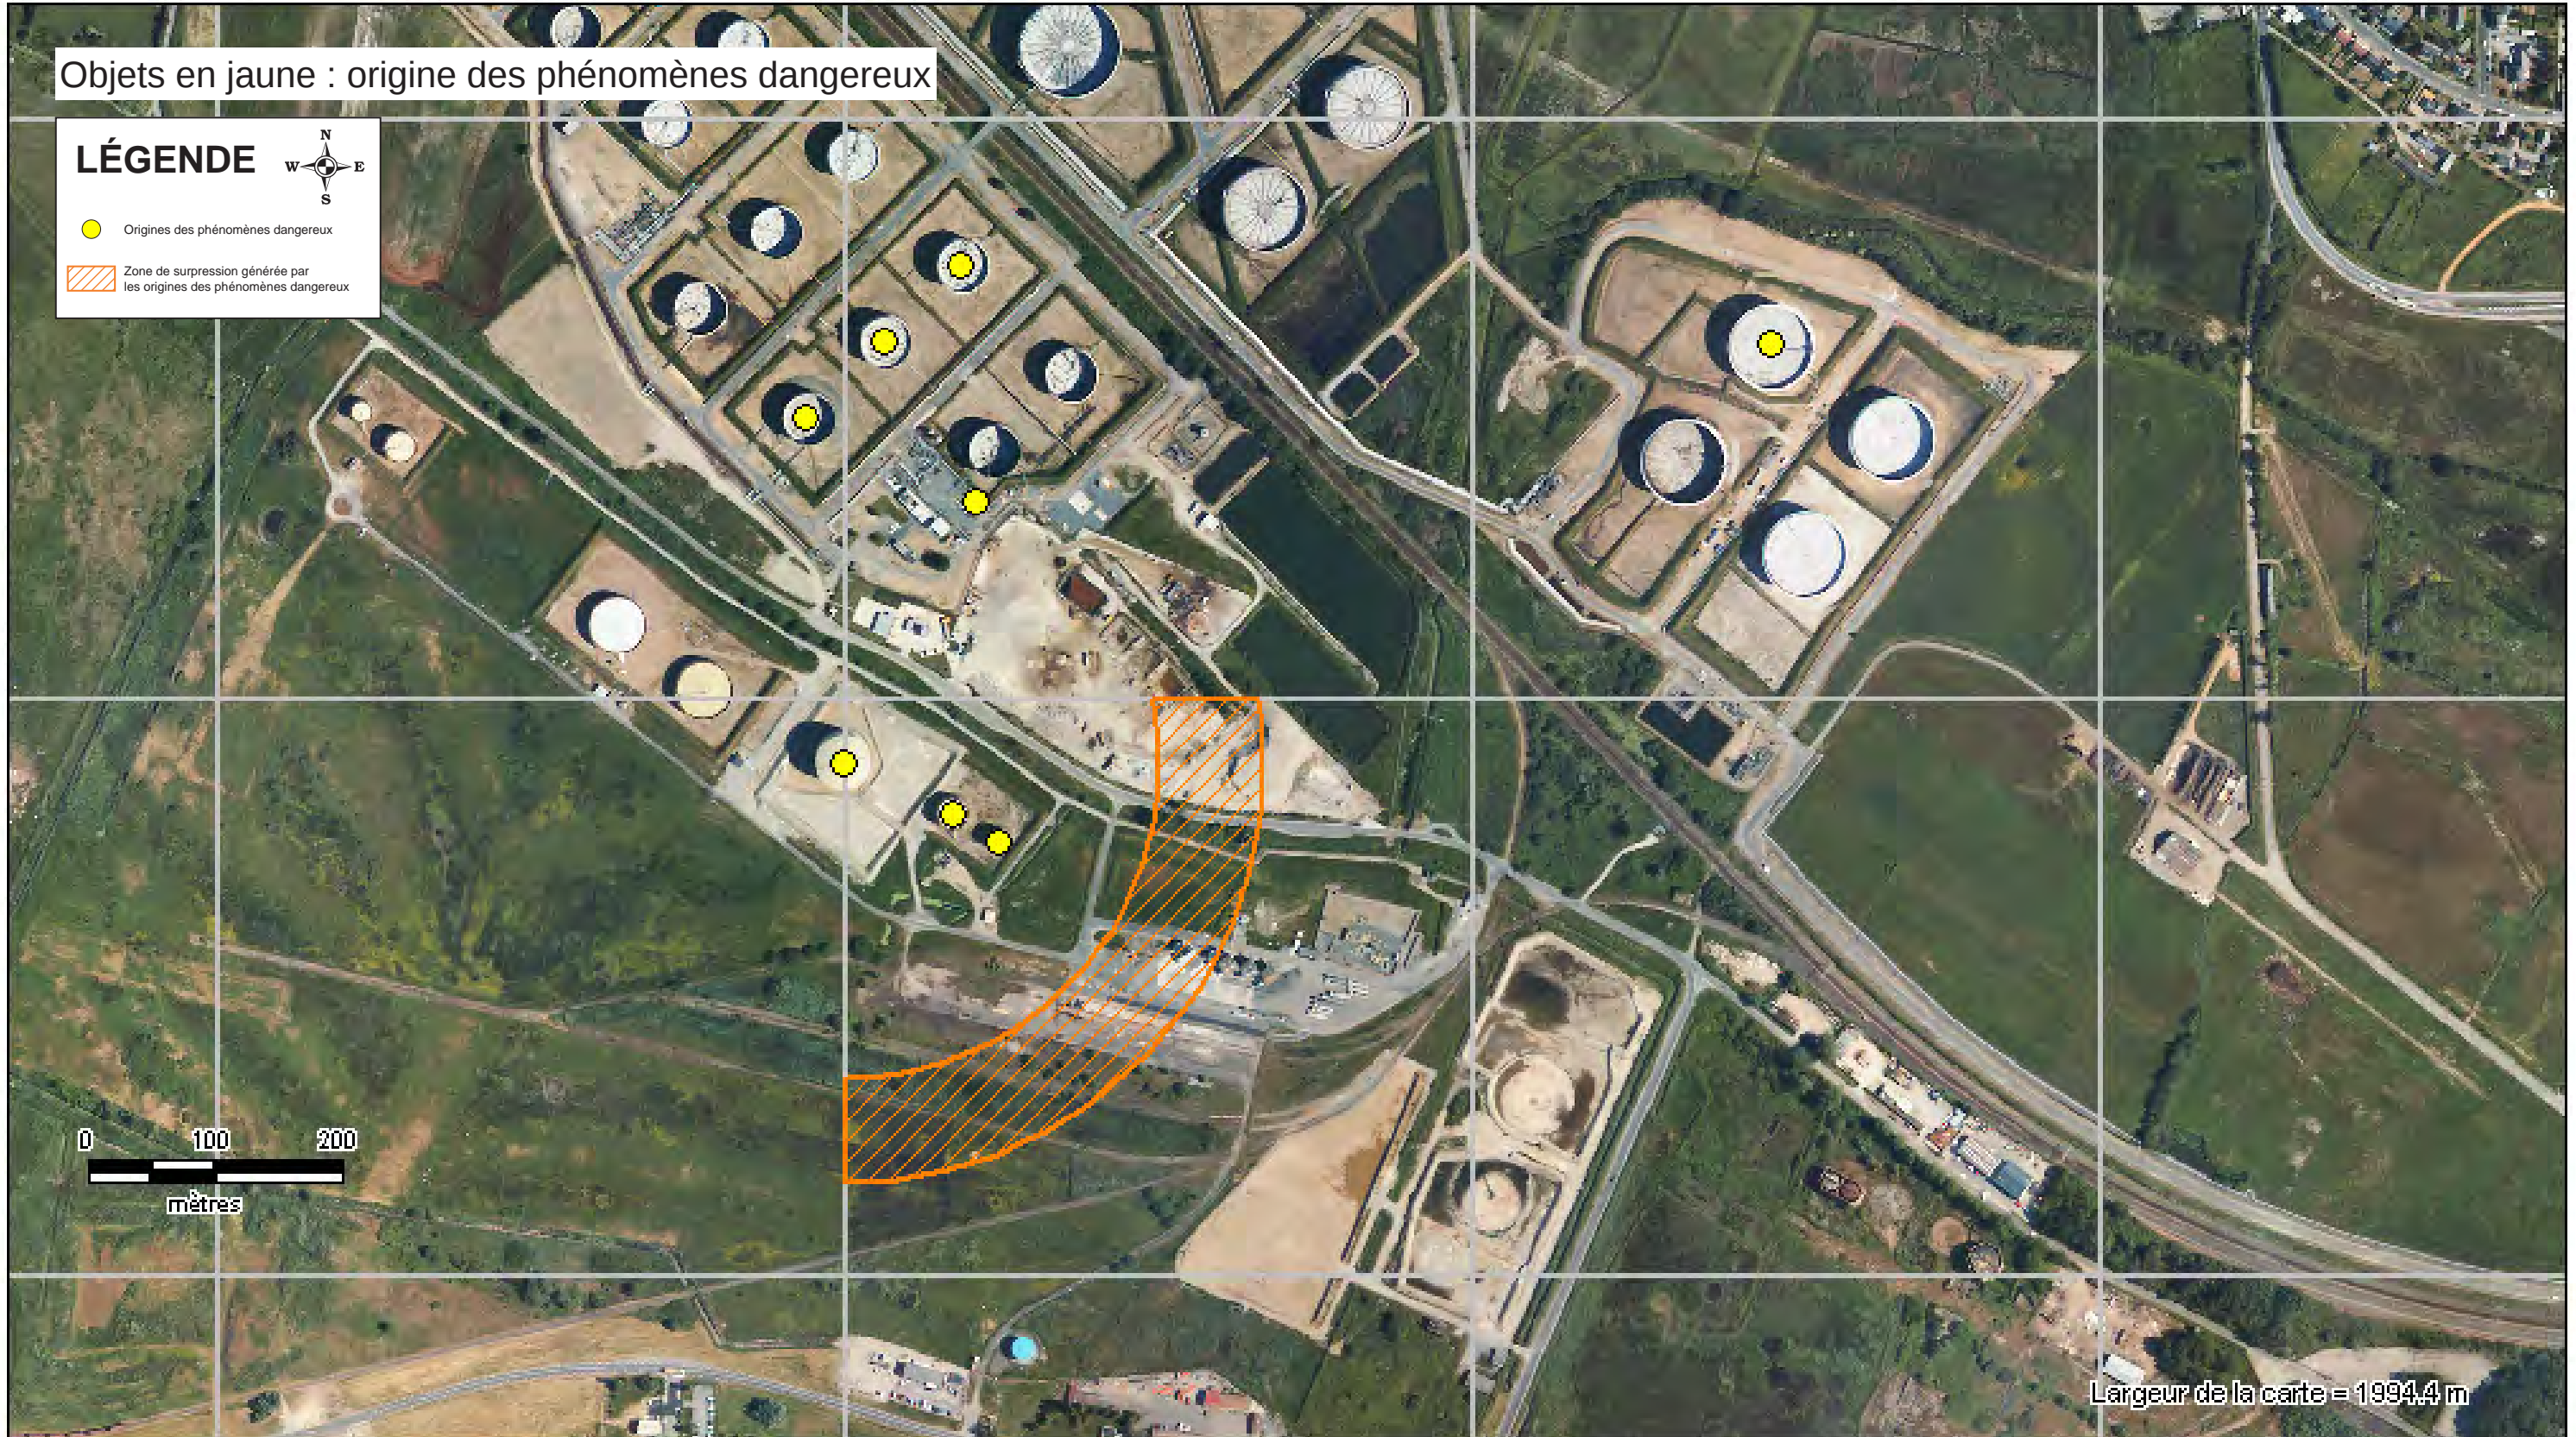 Objets en jaune : origine des phénomènes dangereux
LÉGENDE
N
W E
S
Origines des phénomènes dangereux
Zone de surpression générée par
les origines des phénomènes dangereux
0 100 200
mètres
Largeur de la carte = 1994.4 m